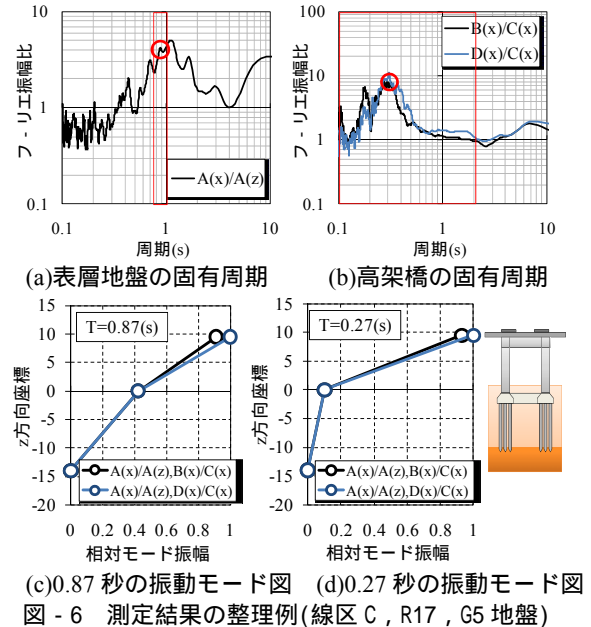 10
1
0.1
フ-リエ振幅比
A(x)/A(z)
0.1 1 10
周期(s)
(a)表層地盤の固有周期
100
10
1
0.1
フ-リエ振幅比
B(x)/C(x)
D(x)/C(x)
0.1 1 10
周期(s)
(b)高架橋の固有周期
15
10
5
0
-5
-10
-15
-20
z方向座標
T=0.87(s)
A(x)/A(z),B(x)/C(x)
A(x)/A(z),D(x)/C(x)
0 0.2 0.4 0.6 0.8 1
相対モード振幅
(c)0.87 秒の振動モード図
15
10
5
0
-5
-10
-15
-20
z方向座標
T=0.27(s)
A(x)/A(z),B(x)/C(x)
A(x)/A(z),D(x)/C(x)
0 0.2 0.4 0.6 0.8 1
相対モード振幅
(d)0.27 秒の振動モード図
図‐6 測定結果の整理例(線区 C,R17,G5 地盤)